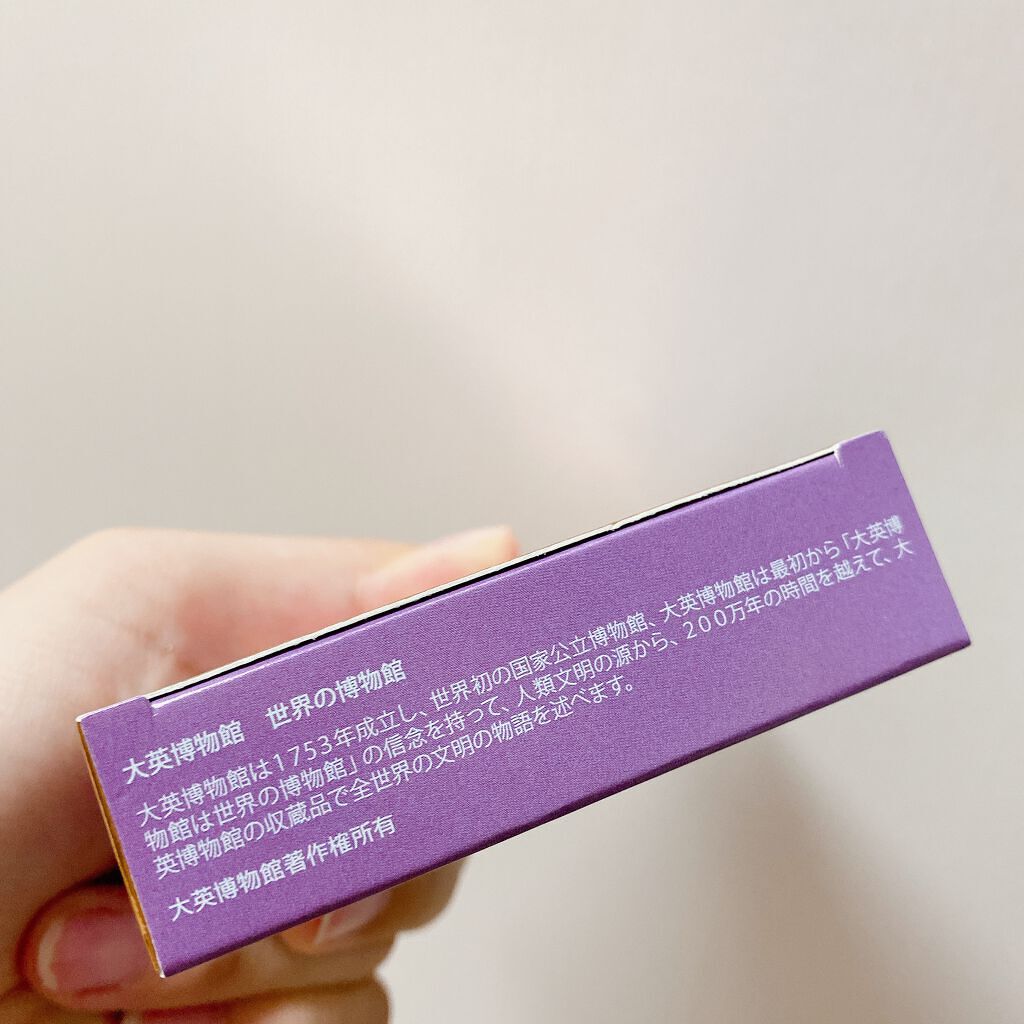 大英博物館　世界の博物館
大英博物館は1753年成立し、世界初の国家公立博物館、大英博物館は最初から「大英博
物館は世界の博物館」の信念を持って、人類文明の源から、200万年の時間を越えて、大
英博物館の収蔵品で全世界の文明の物語を述べます。
大英博物館著作権所有